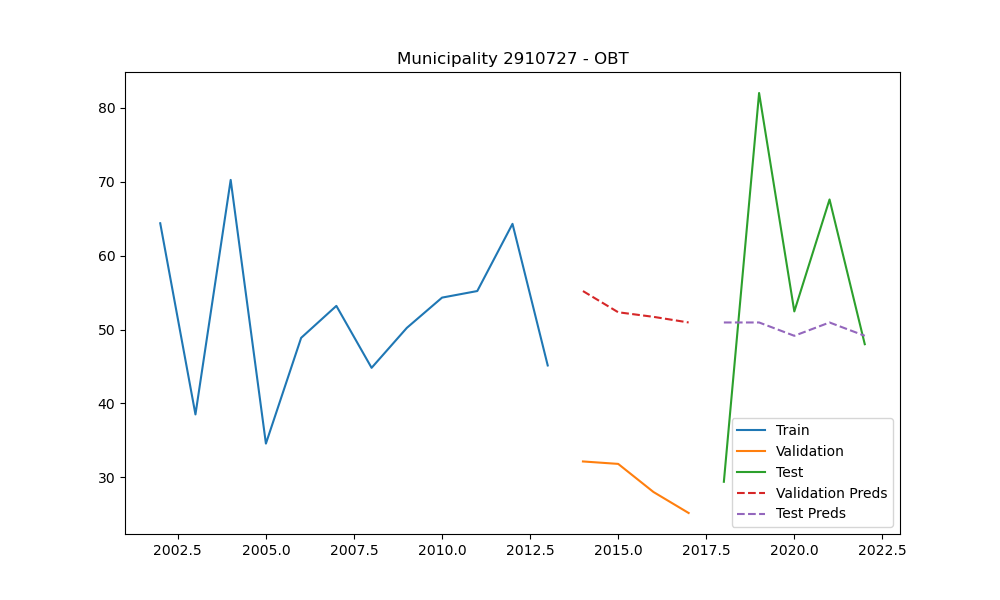 Municipality 2910727 - OBT
80
70
60
50
40
30
2002.5 2005.0 2007.5 2010.0 2012.5 2015.0 2017.5 2020.0 2022.5
Train
Validation
Test
Validation Preds
Test Preds